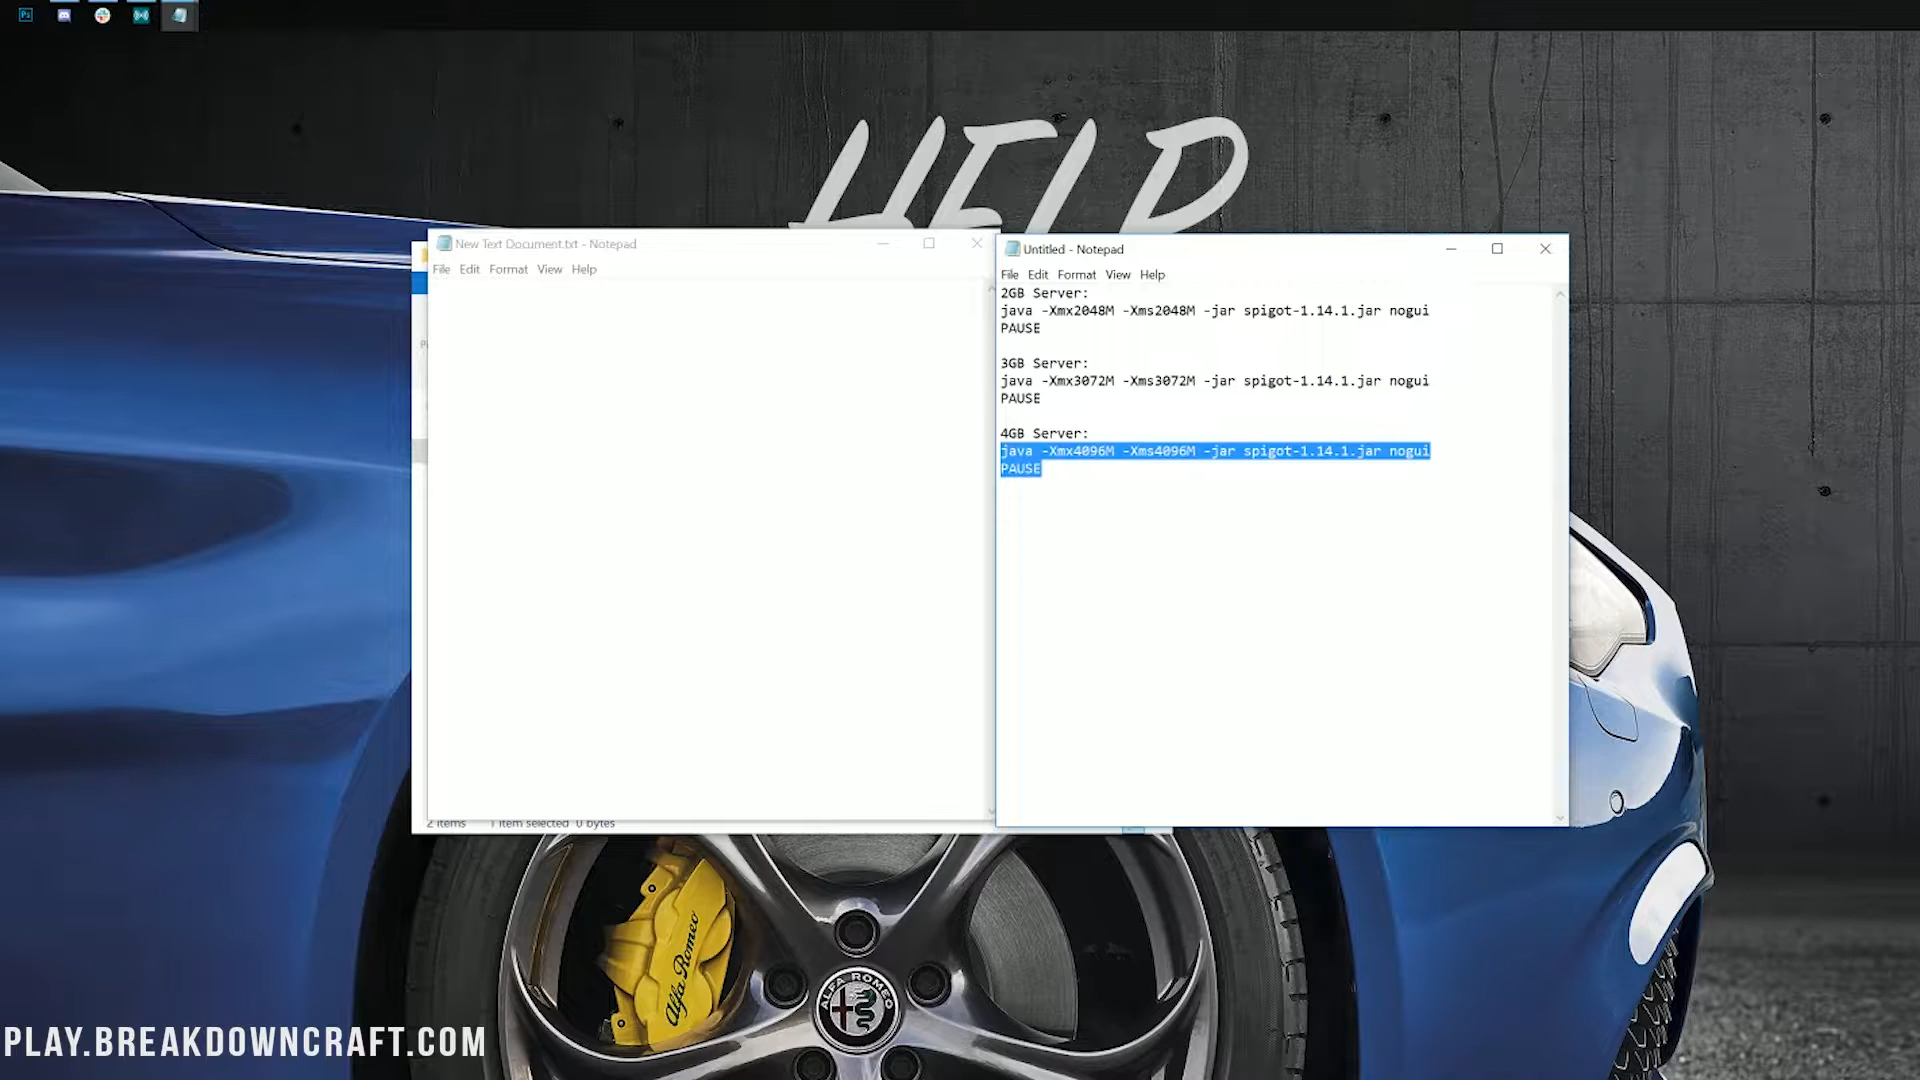 Ps
HELP
New Text Document.txt - Notepad
File Edit Format View Help
2 items 1 item selected 0 bytes
Untitled - Notepad
File Edit Format View Help
2GB Server:
java -Xmx2048M -Xms2048M -jar spigot-1.14.1.jar nogui
PAUSE
3GB Server:
java -Xmx3072M -Xms3072M -jar spigot-1.14.1.jar nogui
PAUSE
4GB Server:
java -Xmx4096M -Xms4096M -jar spigot-1.14.1.jar nogui
PAUSE
Alfa Romeo
ALFA ROMEO
PLAY.BREAKDOWNCRAFT.COM